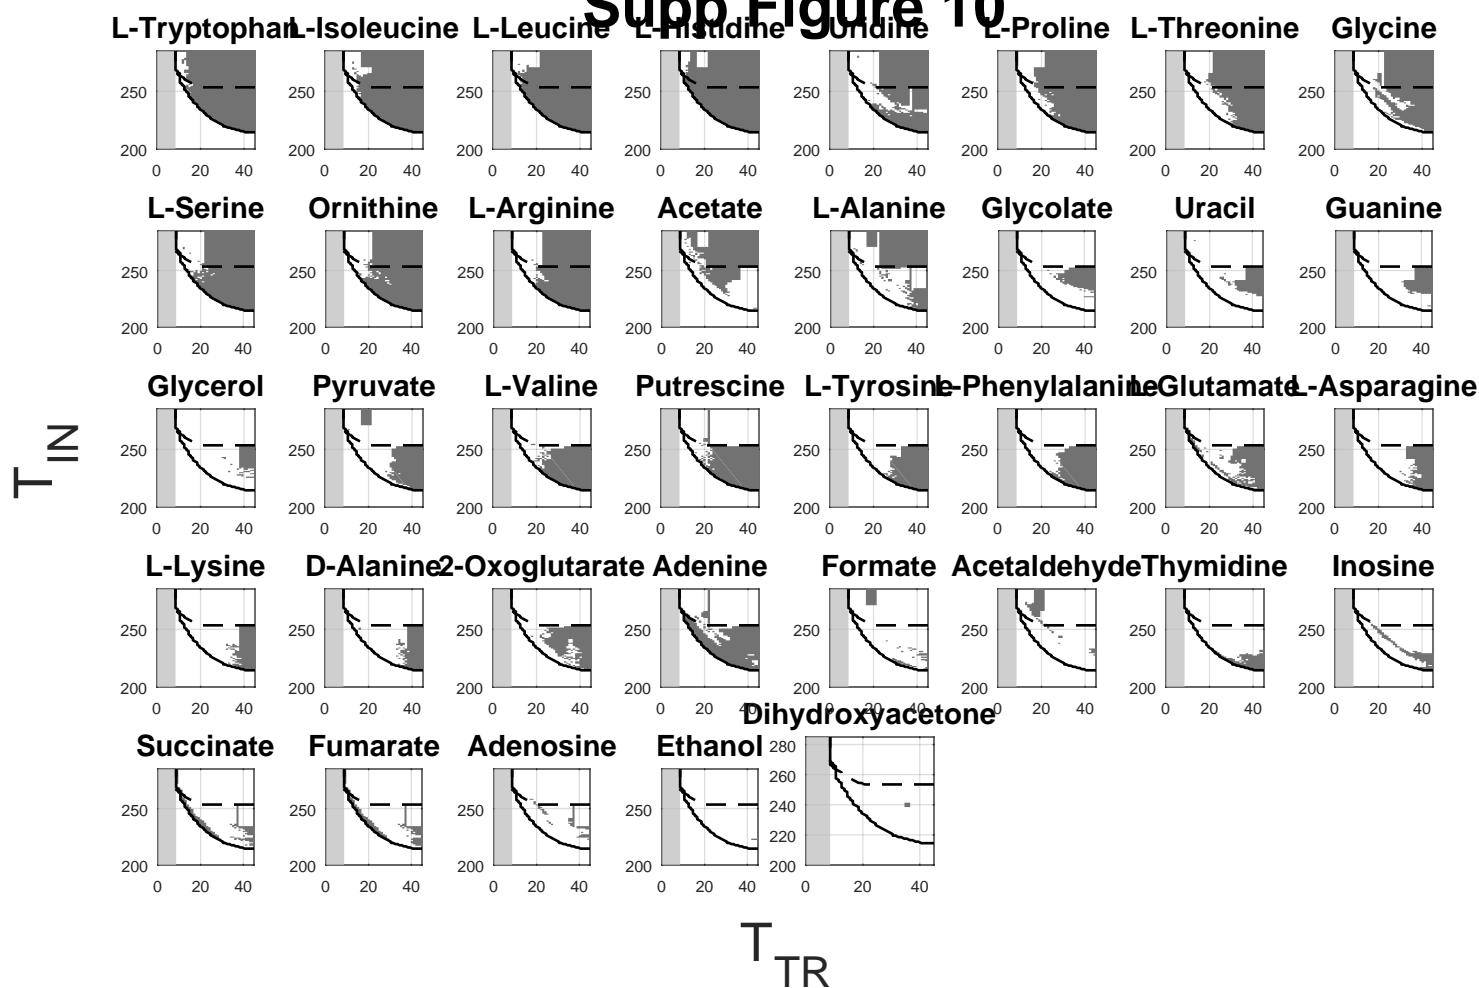 Supp Figure 10
L-Tryptophan L-Isoleucine L-Leucine L-Histidine Uridine L-Proline L-Threonine Glycine
250 250 250 250 250 250 250 250
200 200 200 200 200 200 200 200
0 20 40 0 20 40 0 20 40 0 20 40 0 20 40 0 20 40 0 20 40 0 20 40
L-Serine Ornithine L-Arginine Acetate L-Alanine Glycolate Uracil Guanine
250 250 250 250 250 250 250 250
200 200 200 200 200 200 200 200
0 20 40 0 20 40 0 20 40 0 20 40 0 20 40 0 20 40 0 20 40 0 20 40
Glycerol Pyruvate L-Valine Putrescine L-Tyrosine L-Phenylalanine L-Glutamate L-Asparagine
250 250 250 250 250 250 250 250
200 200 200 200 200 200 200 200
0 20 40 0 20 40 0 20 40 0 20 40 0 20 40 0 20 40 0 20 40 0 20 40
T IN
L-Lysine D-Alanine 2-Oxoglutarate Adenine Formate Acetaldehyde Thymidine Inosine
250 250 250 250 250 250 250 250
200 200 200 200 200 200 200 200
0 20 40 0 20 40 0 20 40 0 20 40 0 20 40 0 20 40 0 20 40 0 20 40
Succinate Fumarate Adenosine Ethanol Dihydroxyacetone
280
260
250 250 250 250
240
220
200 200 200 200 200
0 20 40 0 20 40 0 20 40 0 20 40 0 20 40
T TR